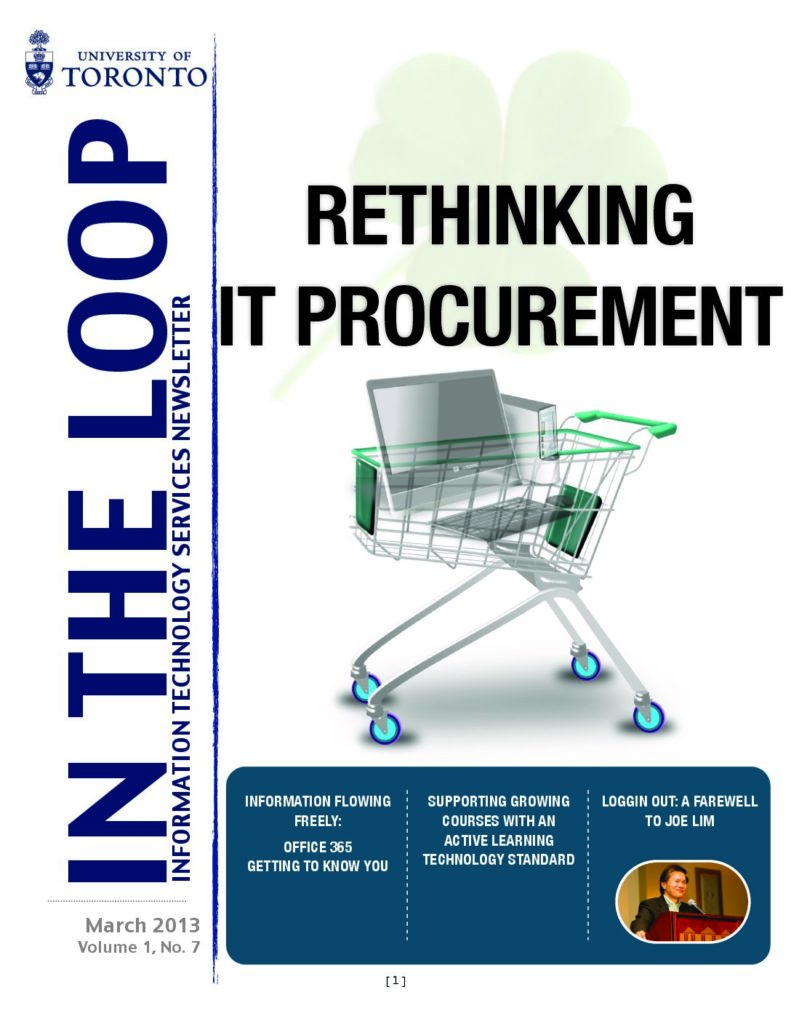 UNIVERSITY OF
TORONTO
IN THE LOOP
INFORMATION TECHNOLOGY SERVICES NEWSLETTER
March 2013
Volume 1, No. 7
RETHINKING
IT PROCUREMENT
INFORMATION FLOWING
FREELY:
OFFICE 365
GETTING TO KNOW YOU
SUPPORTING GROWING
COURSES WITH AN
ACTIVE LEARNING
TECHNOLOGY STANDARD
LOGGIN OUT: A FAREWELL
TO JOE LIM
[1]